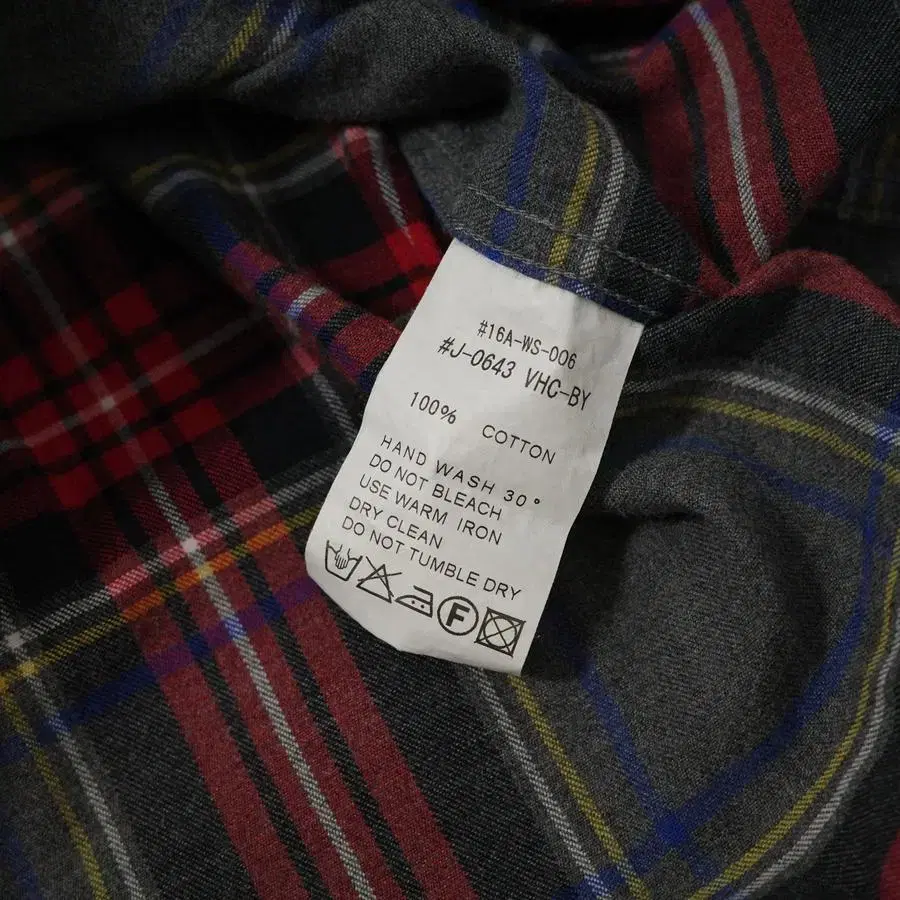 #16A-WS-006
#J-0643 VHC-BY
100% COTTON
HAND WASH 30°
DO NOT BLEACH
USE WARM IRON
DRY CLEAN
DO NOT TUMBLE DRY
F